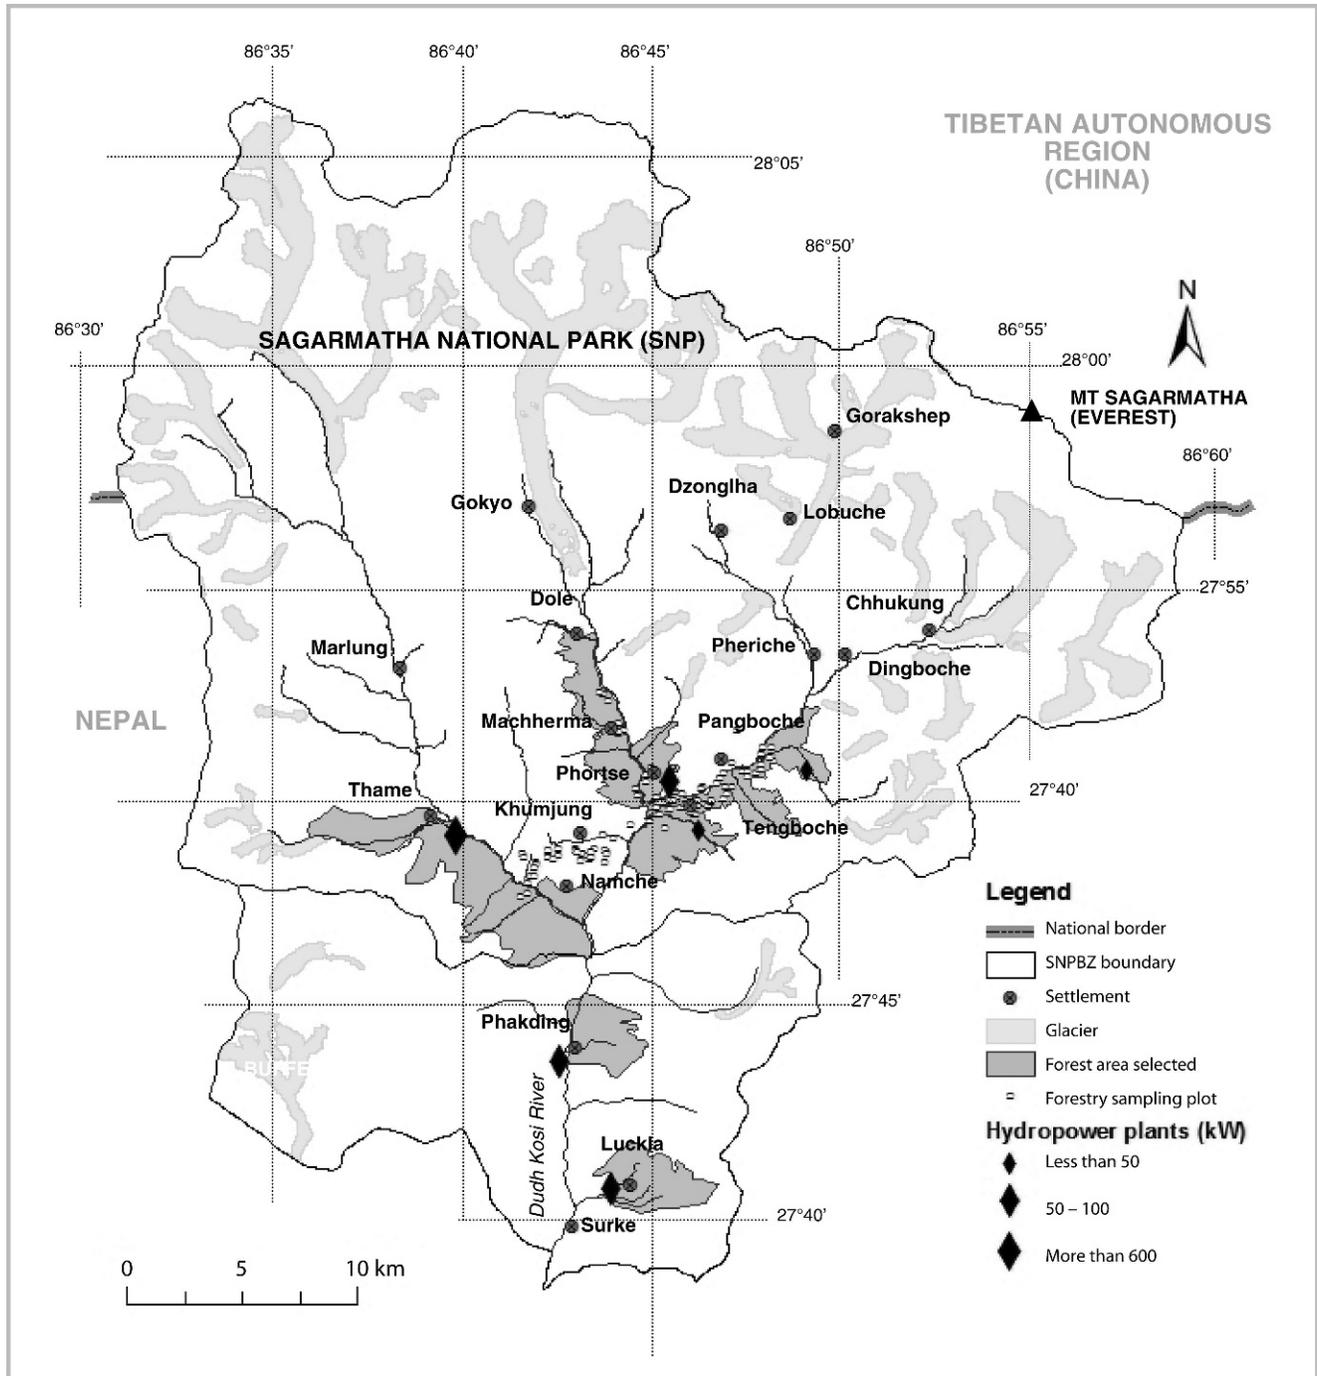 86°35'
86°40'
86°45'
TIBETAN AUTONOMOUS
REGION
(CHINA)
28°05'
86°50'
N
86°30'
86°55'
SAGARMATHA NATIONAL PARK (SNP)
28°00'
MT SAGARMATHA
(EVEREST)
Gorakshep
86°60'
Dzonglha
Gokyo
Lobuche
27°55'
Dole
Chhukung
Marlung
Pheriche
Dingboche
NEPAL
Machherma
Pangboche
Phortse
Thame
27°40'
Khumjung
Tengboche
Namche
Legend
National border
SNPBZ boundary
Settlement
Glacier
Forest area selected
Forestry sampling plot
Hydropower plants (kW)
Less than 50
50 – 100
More than 600
27°45'
Phakding
BUFFE
Dudh Kosi River
Luckla
27°40'
Surke
0 5 10 km